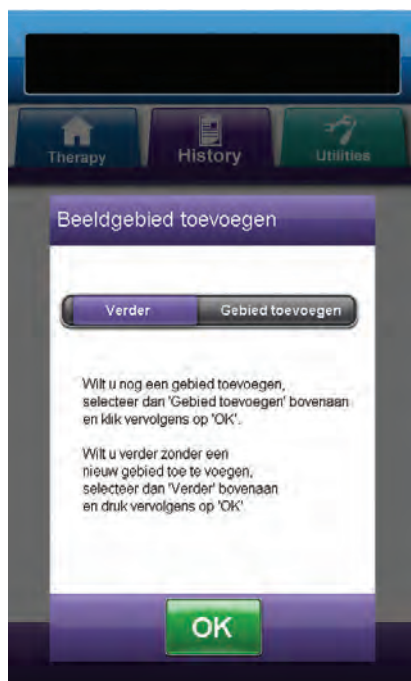 Therapy
History
Utilities
Beeldgebied toevoegen
Verder
Gebied toevoegen
Wilt u nog een gebied toevoegen,
selecteer dan 'Gebied toevoegen' bovenaan
en klik vervolgens op 'OK'.
Wilt u verder zonder een
nieuw gebied toe te voegen,
selecteer dan 'Verder' bovenaan
en druk vervolgens op 'OK'
OK